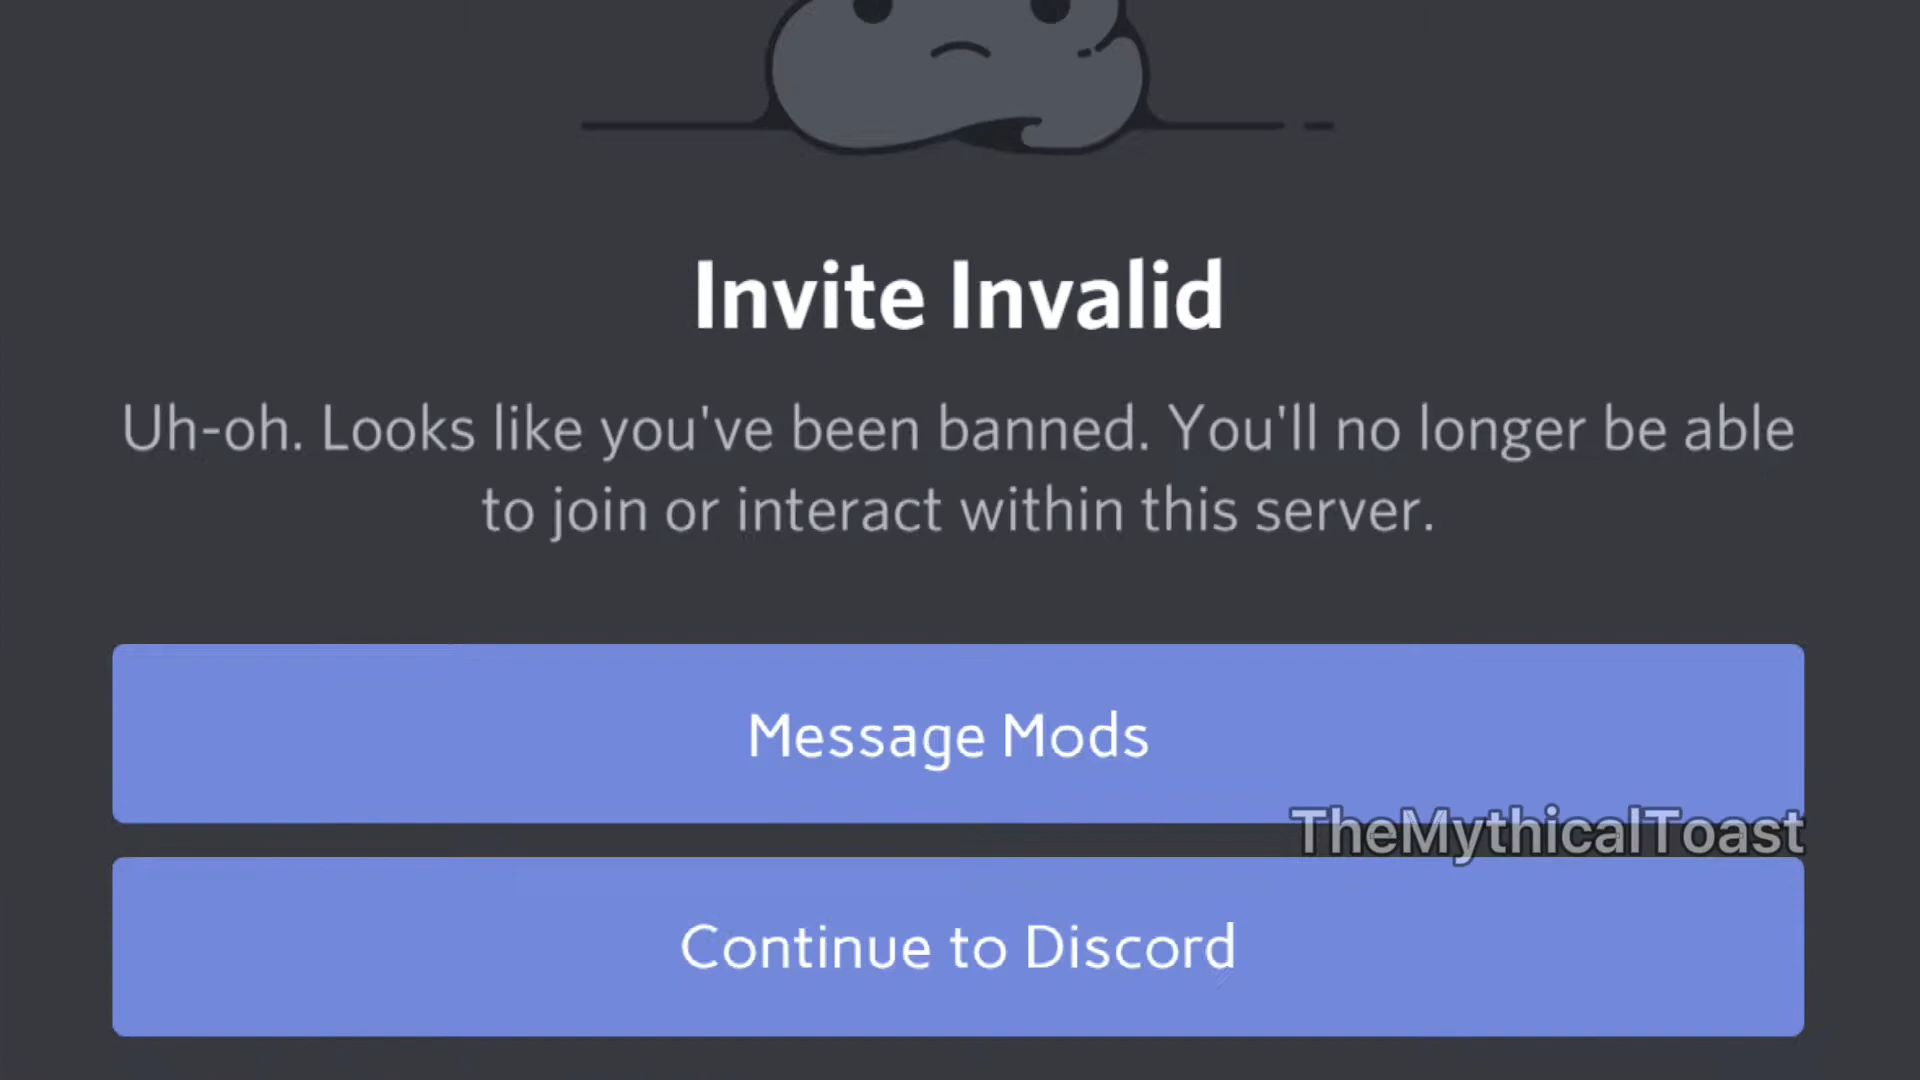 Invite Invalid
Uh-oh. Looks like you've been banned. You'll no longer be able
to join or interact within this server.
Message Mods
TheMythicalToast
Continue to Discord